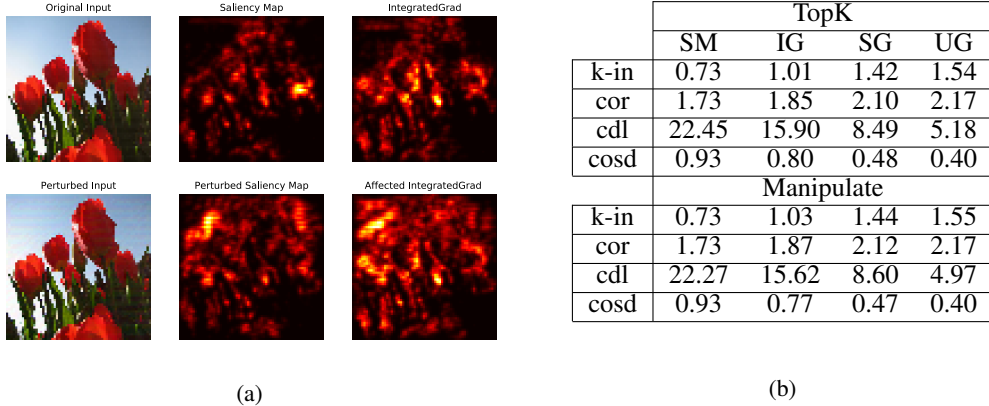 Original Input Saliency Map IntegratedGrad
Perturbed Input Perturbed Saliency Map Affected IntegratedGrad
(a)
TopK
SM IG SG UG
k-in 0.73 1.01 1.42 1.54
cor 1.73 1.85 2.10 2.17
cdl 22.45 15.90 8.49 5.18
cosd 0.93 0.80 0.48 0.40
Manipulate
k-in 0.73 1.03 1.44 1.55
cor 1.73 1.87 2.12 2.17
cdl 22.27 15.62 8.60 4.97
cosd 0.93 0.77 0.47 0.40
(b)